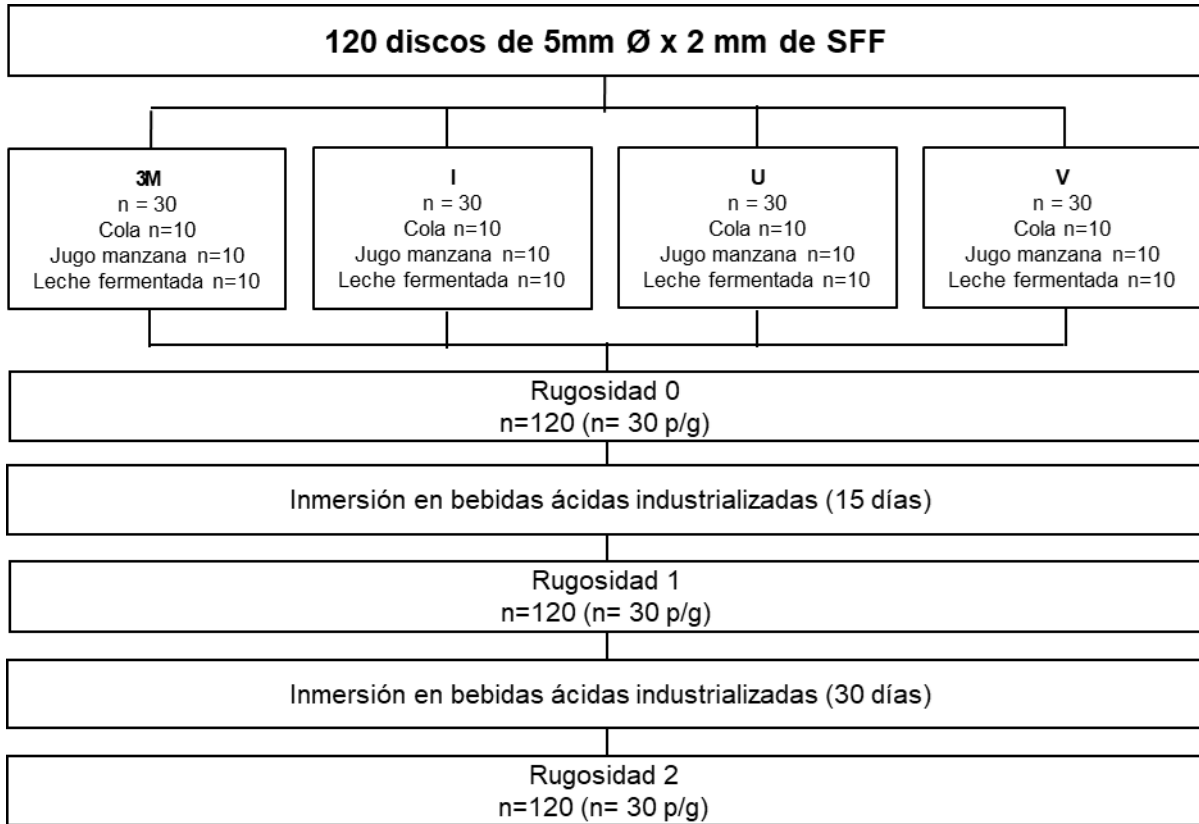 120 discos de 5mm Ø x 2 mm de SFF
3M
n = 30
Cola n=10
Jugo manzana n=10
Leche fermentada n=10
I
n = 30
Cola n=10
Jugo manzana n=10
Leche fermentada n=10
U
n = 30
Cola n=10
Jugo manzana n=10
Leche fermentada n=10
V
n = 30
Cola n=10
Jugo manzana n=10
Leche fermentada n=10
Rugosidad 0
n=120 (n= 30 p/g)
Inmersión en bebidas ácidas industrializadas (15 días)
Rugosidad 1
n=120 (n= 30 p/g)
Inmersión en bebidas ácidas industrializadas (30 días)
Rugosidad 2
n=120 (n= 30 p/g)